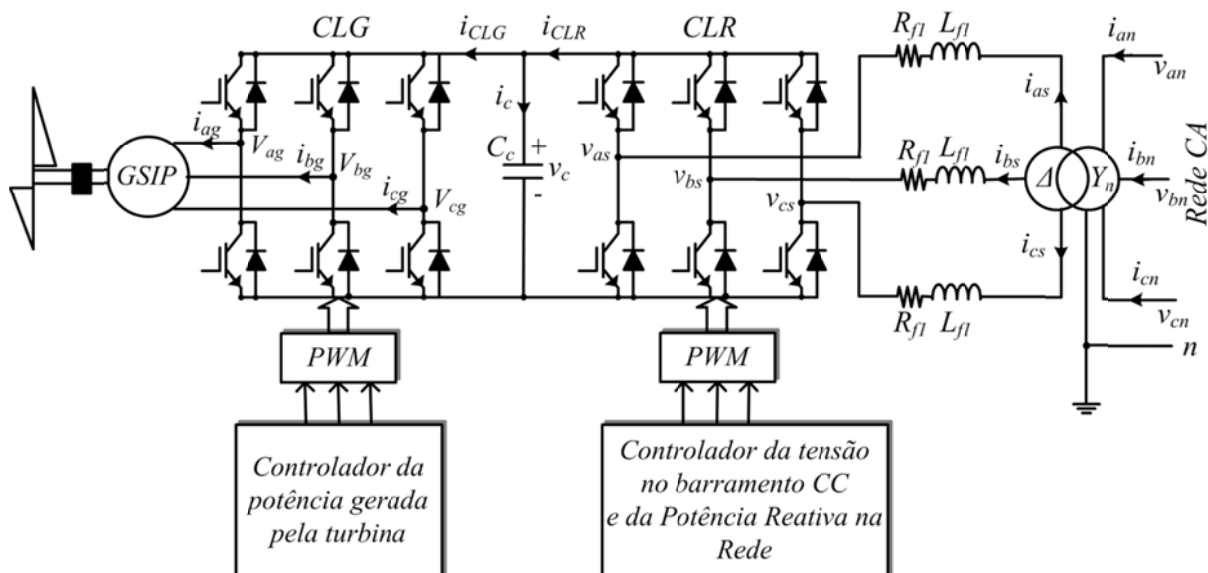 CLG
i_CLG
i_CLR
CLR
R_f1 L_f1
i_an
v_an
i_as
i_ag
V_ag
i_bg
V_bg
i_cg
V_cg
GSIP
i_c
C_c
+
v_c
-
v_as
v_bs
v_cs
R_f1 L_f1
i_bs
Δ
Y_n
i_bn
v_bn
Rede CA
i_cs
R_f1 L_f1
i_cn
v_cn
n
PWM
PWM
Controlador da
potência gerada
pela turbina
Controlador da tensão
no barramento CC
e da Potência Reativa na
Rede